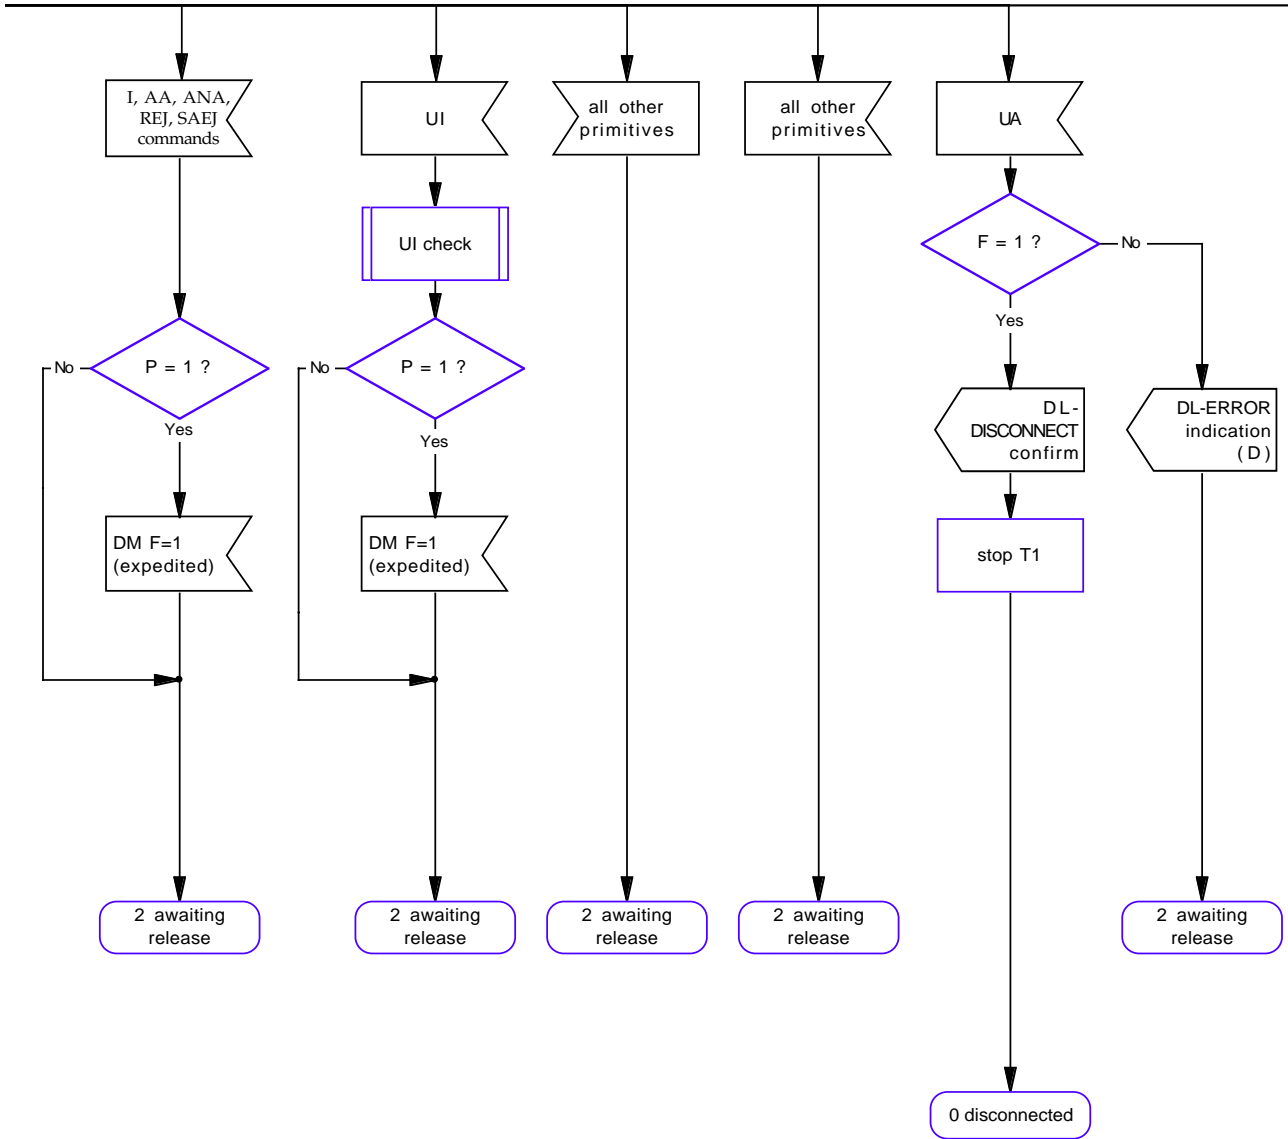 I, AA, ANA,
REJ, SAEJ
commands
UI
all other
primitives
all other
primitives
UA
UI check
F = 1 ?
No
Yes
No
P = 1 ?
Yes
No
P = 1 ?
Yes
DL-
DISCONNECT
confirm
DL-ERROR
indication
(D)
DM F=1
(expedited)
DM F=1
(expedited)
stop T1
2 awaiting
release
2 awaiting
release
2 awaiting
release
2 awaiting
release
2 awaiting
release
0 disconnected